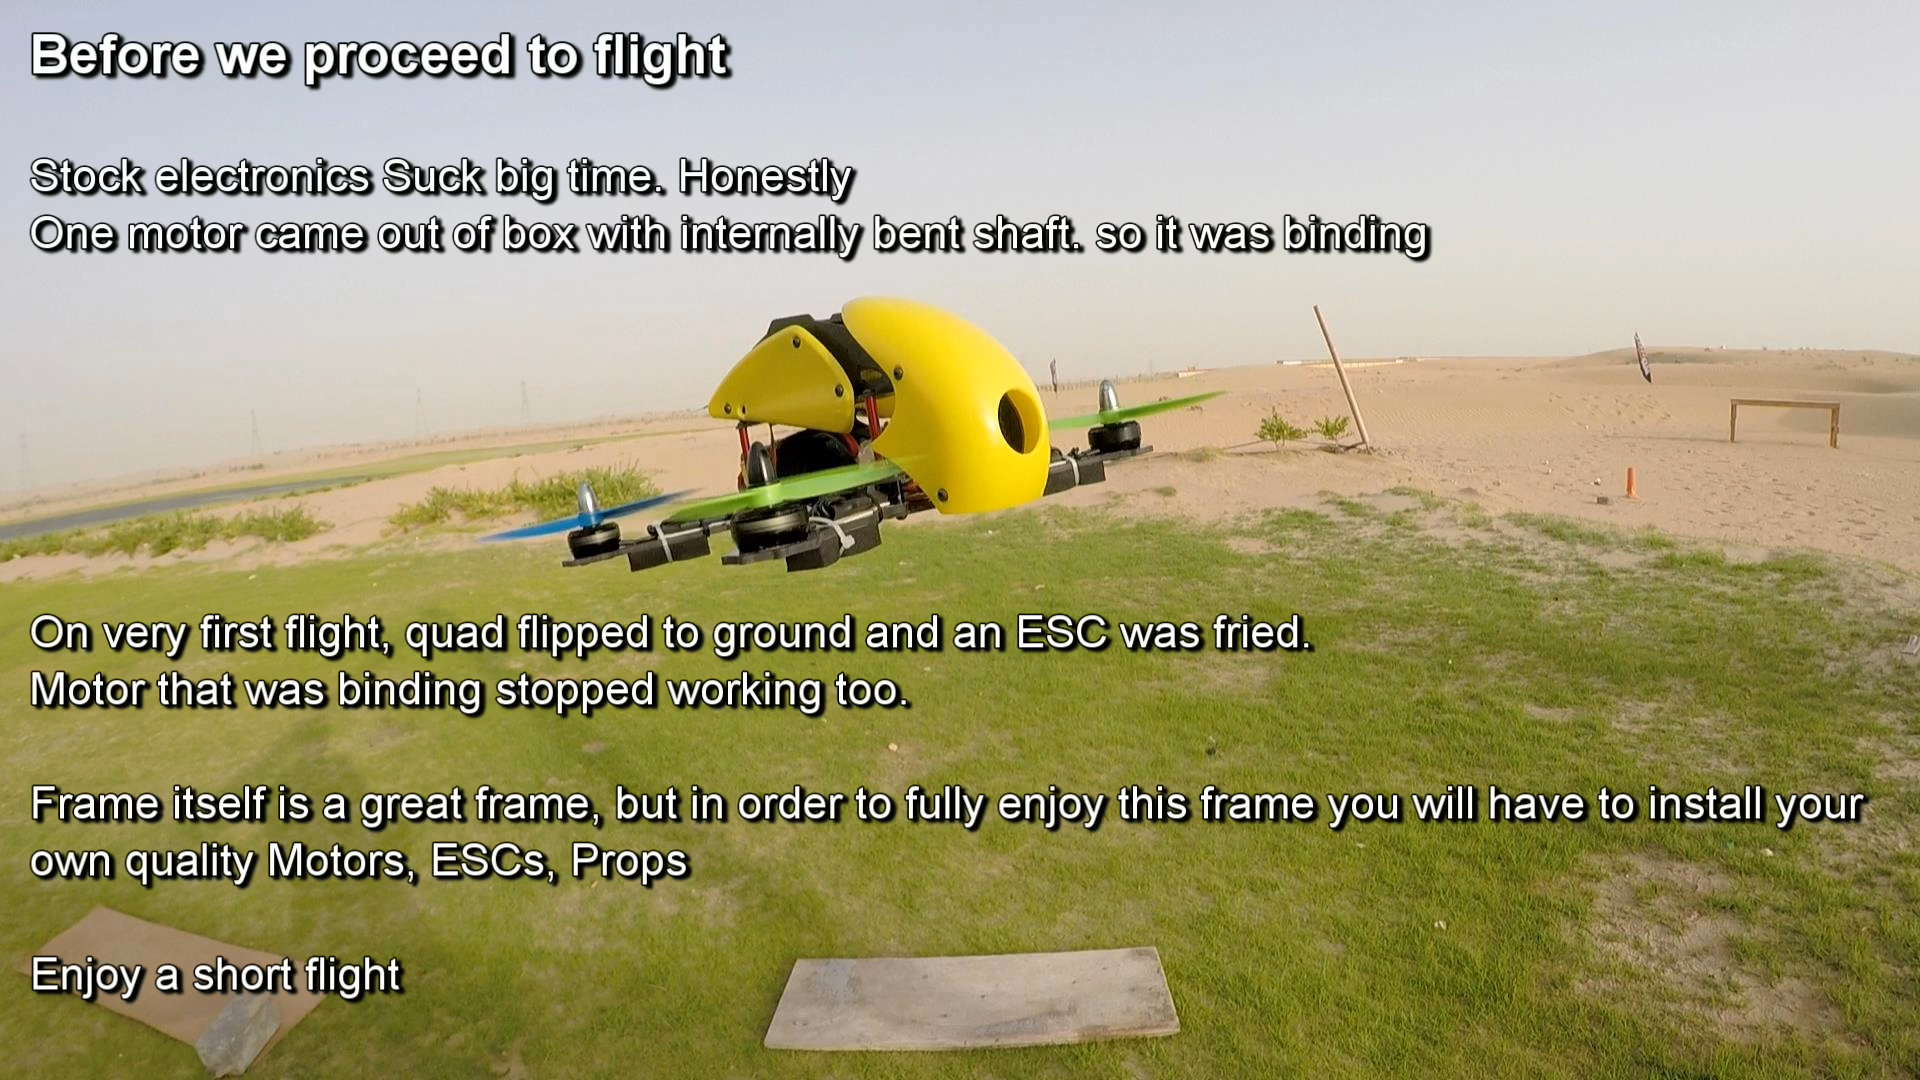 Before we proceed to flight
Stock electronics Suck big time. Honestly
One motor came out of box with internally bent shaft. so it was binding
On very first flight, quad flipped to ground and an ESC was fried.
Motor that was binding stopped working too.
Frame itself is a great frame, but in order to fully enjoy this frame you will have to install your
own quality Motors, ESCs, Props
Enjoy a short flight